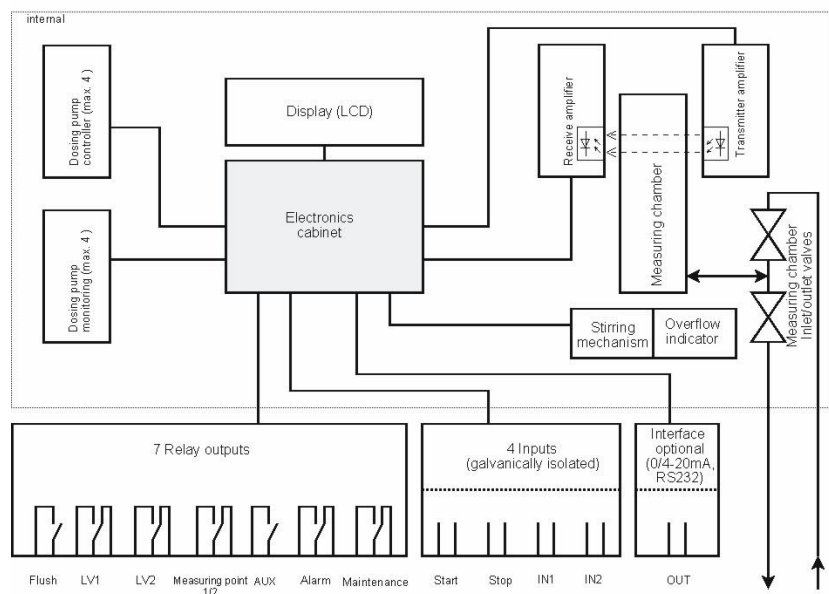 internal
Dosing pump
controller (max. 4 )
Display (LCD)
Receive amplifier
Transmitter amplifier
Measuring chamber
Electronics
cabinet
Dosing pump
monitoring (max. 4 )
Measuring chamber
Inlet/outlet valves
Stirring
mechanism
Overflow
indicator
7 Relay outputs
4 Inputs
(galvanically isolated)
Interface
optional
(0/4-20mA,
RS232)
Flush
LV1
LV2
Measuring point
1/2
AUX
Alarm
Maintenance
Start
Stop
IN1
IN2
OUT